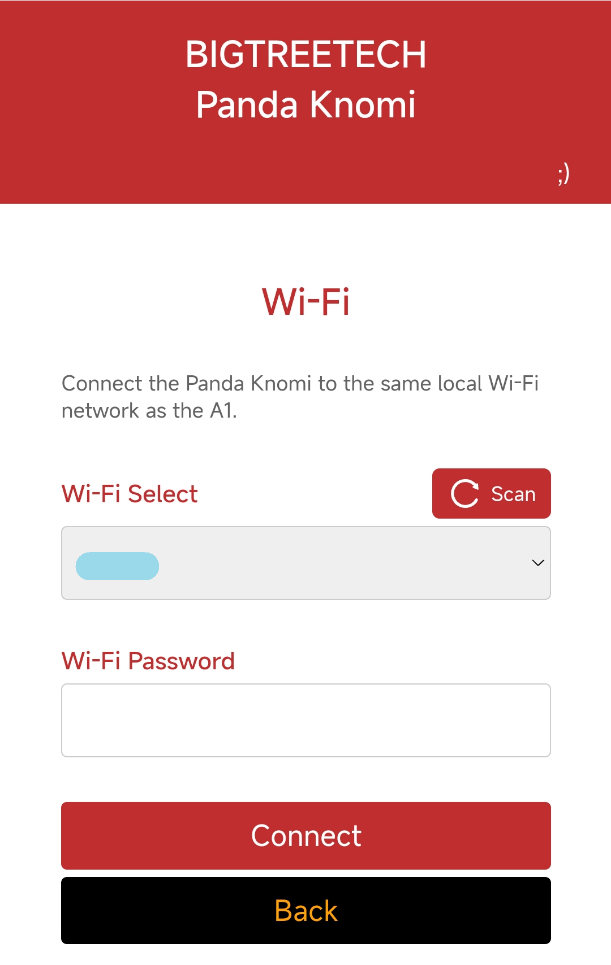 BIGTREETECH
Panda Knomi
;)
Wi-Fi
Connect the Panda Knomi to the same local Wi-Fi
network as the A1.
Wi-Fi Select
Scan
Wi-Fi Password
Connect
Back